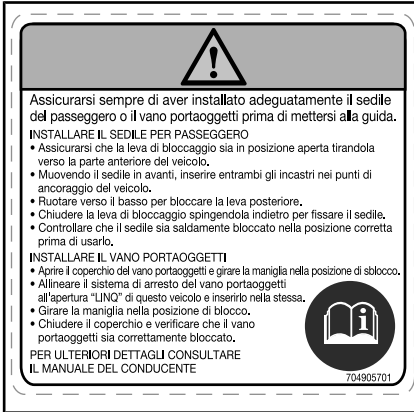 Assicurarsi sempre di aver installato adeguatamente il sedile
del passeggero o il vano portaoggetti prima di mettersi alla guida.
INSTALLARE IL SEDILE PER PASSEGGERO
• Assicurarsi che la leva di bloccaggio sia in posizione aperta tirandola
verso la parte anteriore del veicolo.
• Muovendo il sedile in avanti, inserire entrambi gli incastri nei punti di
ancoraggio del veicolo.
• Ruotare verso il basso per bloccare la leva posteriore.
• Chiudere la leva di bloccaggio spingendola indietro per fissare il sedile.
• Controllare che il sedile sia saldamente bloccato nella posizione corretta
prima di usarlo.
INSTALLARE IL VANO PORTAOGGETTI
• Aprire il coperchio del vano portaoggetti e girare la maniglia nella posizione di sblocco.
• Allineare il sistema di arresto del vano portaoggetti
all'apertura "LINQ" di questo veicolo e inserirlo nella stessa.
• Girare la maniglia nella posizione di blocco.
• Chiudere il coperchio e verificare che il vano
portaoggetti sia correttamente bloccato.
PER ULTERIORI DETTAGLI CONSULTARE
IL MANUALE DEL CONDUCENTE
704905701